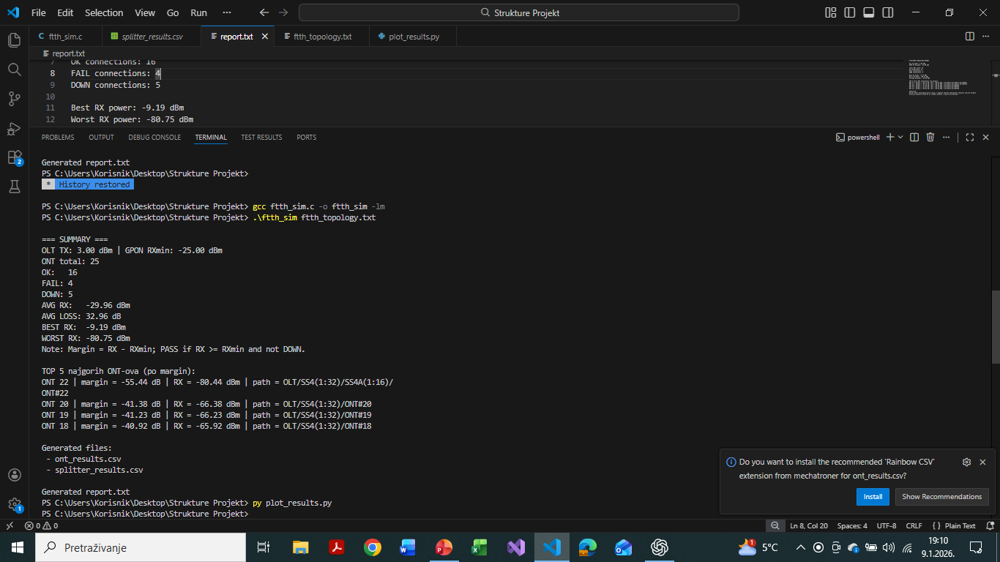 File Edit Selection View Go Run ···
Strukture Projekt
C ftth_sim.c
splitter_results.csv
report.txt
ftth_topology.txt
plot_results.py
report.txt
7 OK connections: 16
8 FAIL connections: 4
9 DOWN connections: 5
10
11 Best RX power: -9.19 dBm
12 Worst RX power: -80.75 dBm
PROBLEMS OUTPUT DEBUG CONSOLE TERMINAL TEST RESULTS PORTS
powershell
Generated report.txt
PS C:\Users\Korisnik\Desktop\Strukture Projekt>
* History restored
PS C:\Users\Korisnik\Desktop\Strukture Projekt> gcc ftth_sim.c -o ftth_sim -lm
PS C:\Users\Korisnik\Desktop\Strukture Projekt> .\ftth_sim ftth_topology.txt
=== SUMMARY ===
OLT TX: 3.00 dBm | GPON RXmin: -25.00 dBm
ONT total: 25
OK: 16
FAIL: 4
DOWN: 5
AVG RX: -29.96 dBm
AVG LOSS: 32.96 dB
BEST RX: -9.19 dBm
WORST RX: -80.75 dBm
Note: Margin = RX - RXmin; PASS if RX >= RXmin and not DOWN.
TOP 5 najgorih ONT-ova (po margin):
ONT 22 | margin = -55.44 dB | RX = -80.44 dBm | path = OLT/SS4(1:32)/SS4A(1:16)/
ONT#22
ONT 20 | margin = -41.38 dB | RX = -66.38 dBm | path = OLT/SS4(1:32)/ONT#20
ONT 19 | margin = -41.23 dB | RX = -66.23 dBm | path = OLT/SS4(1:32)/ONT#19
ONT 18 | margin = -40.92 dB | RX = -65.92 dBm | path = OLT/SS4(1:32)/ONT#18
Generated files:
- ont_results.csv
- splitter_results.csv
Generated report.txt
PS C:\Users\Korisnik\Desktop\Strukture Projekt> py plot_results.py
PS C:\Users\Korisnik\Desktop\Strukture Projekt>
Do you want to install the recommended 'Rainbow CSV'
extension from mechatroner for ont_results.csv?
Install
Show Recommendations
2
1
0 0
Ln 8, Col 20 Spaces: 4 UTF-8 CRLF { } Plain Text
Pretraživanje
1
5°C
19:10
9.1.2026.